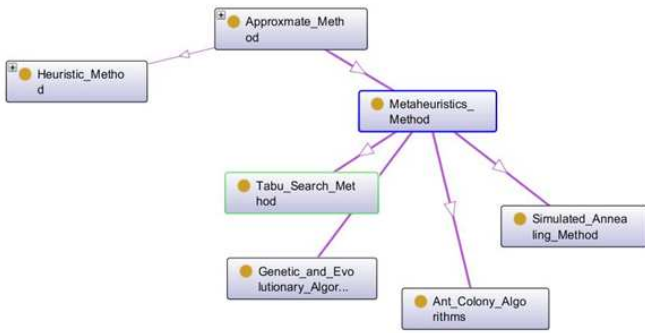 Approxmate_Meth
od
Heuristic_Metho
d
Metaheuristics_
Method
Tabu_Search_Met
hod
Simulated_Annea
ling_Method
Genetic_and_Evo
lutionary_Algor...
Ant_Colony_Algo
rithms